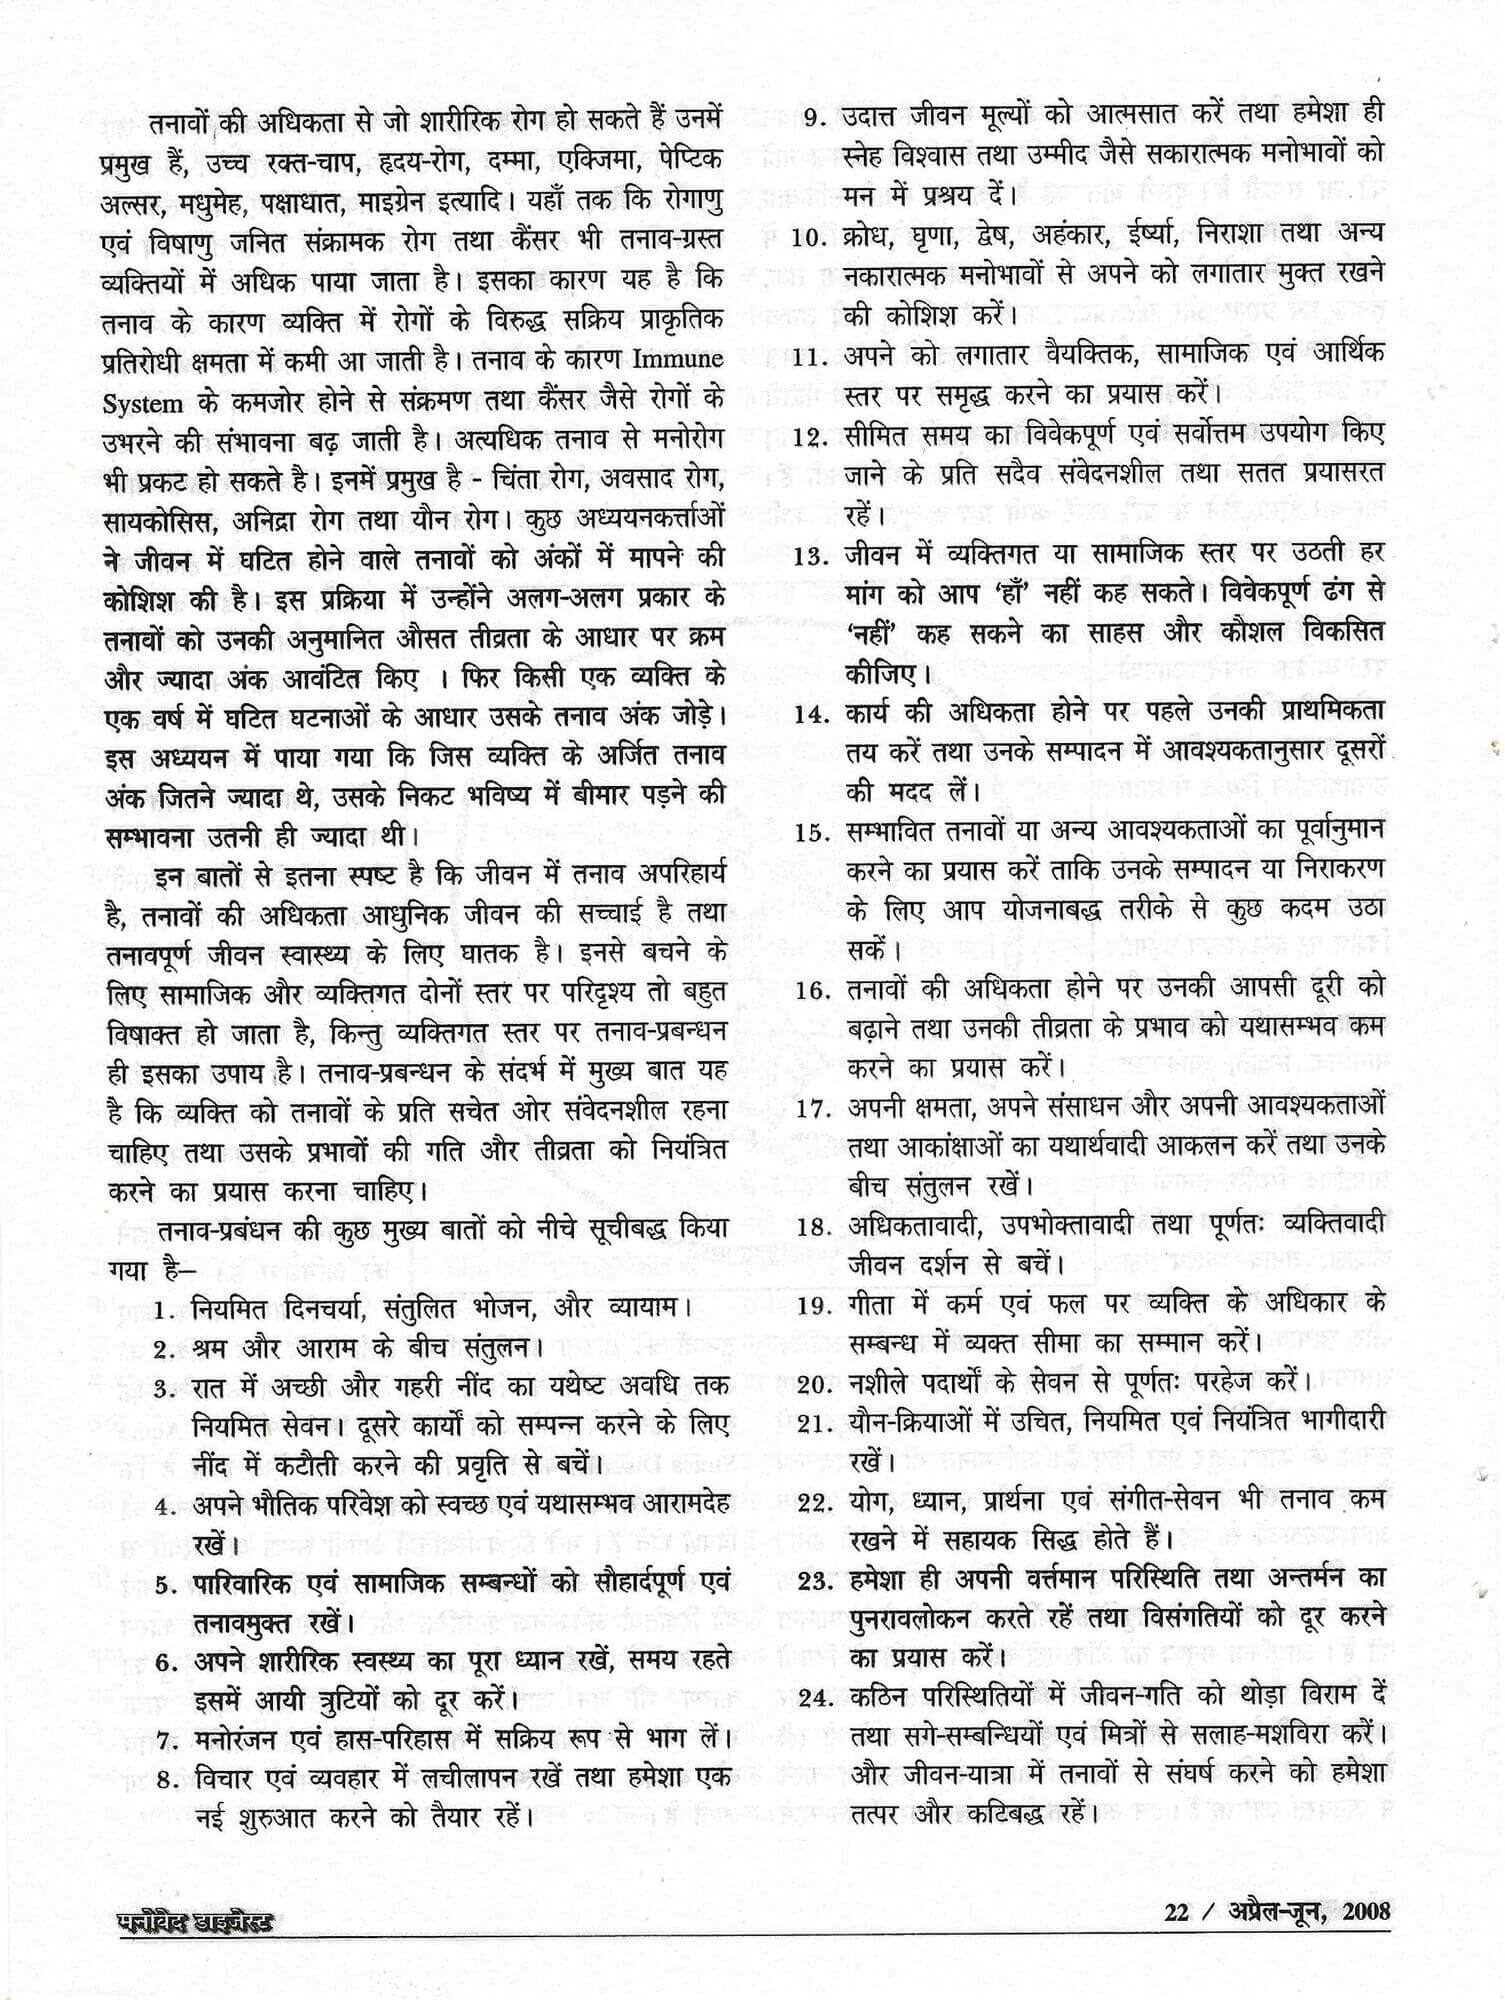 तनावों की अधिकता से जो शारीरिक रोग हो सकते हैं उनमें
प्रमुख हैं, उच्च रक्त-चाप, हृदय-रोग, दम्मा, एक्जिमा, पेप्टिक
अल्सर, मधुमेह, पक्षाधात, माइग्रेन इत्यादि। यहाँ तक कि रोगाणु
एवं विषाणु जनित संक्रामक रोग तथा कैंसर भी तनाव-ग्रस्त
व्यक्तियों में अधिक पाया जाता है। इसका कारण यह है कि
तनाव के कारण व्यक्ति में रोगों के विरुद्ध सक्रिय प्राकृतिक
प्रतिरोधी क्षमता में कमी आ जाती है। तनाव के कारण Immune
System के कमजोर होने से संक्रमण तथा कैंसर जैसे रोगों के
उभरने की संभावना बढ़ जाती है। अत्यधिक तनाव से मनोरोग
भी प्रकट हो सकते है। इनमें प्रमुख है - चिंता रोग, अवसाद रोग,
सायकोसिस, अनिद्रा रोग तथा यौन रोग। कुछ अध्ययनकर्त्ताओं
ने जीवन में घटित होने वाले तनावों को अंकों में मापने की
कोशिश की है। इस प्रक्रिया में उन्होंने अलग-अलग प्रकार के
तनावों को उनकी अनुमानित औसत तीव्रता के आधार पर क्रम
और ज्यादा अंक आवंटित किए । फिर किसी एक व्यक्ति के
एक वर्ष में घटित घटनाओं के आधार उसके तनाव अंक जोड़े।
इस अध्ययन में पाया गया कि जिस व्यक्ति के अर्जित तनाव
अंक जितने ज्यादा थे, उसके निकट भविष्य में बीमार पड़ने की
सम्भावना उतनी ही ज्यादा थी।
इन बातों से इतना स्पष्ट है कि जीवन में तनाव अपरिहार्य
है, तनावों की अधिकता आधुनिक जीवन की सच्चाई है तथा
तनावपूर्ण जीवन स्वास्थ्य के लिए घातक है। इनसे बचने के
लिए सामाजिक और व्यक्तिगत दोनों स्तर पर परिदृश्य तो बहुत
विषाक्त हो जाता है, किन्तु व्यक्तिगत स्तर पर तनाव-प्रबन्धन
ही इसका उपाय है। तनाव-प्रबन्धन के संदर्भ में मुख्य बात यह
है कि व्यक्ति को तनावों के प्रति सचेत ओर संवेदनशील रहना
चाहिए तथा उसके प्रभावों की गति और तीव्रता को नियंत्रित
करने का प्रयास करना चाहिए।
तनाव-प्रबंधन की कुछ मुख्य बातों को नीचे सूचीबद्ध किया
गया है–
1. नियमित दिनचर्या, संतुलित भोजन, और व्यायाम।
2. श्रम और आराम के बीच संतुलन।
3. रात में अच्छी और गहरी नींद का यथेष्ट अवधि तक
नियमित सेवन। दूसरे कार्यों को सम्पन्न करने के लिए
नींद में कटौती करने की प्रवृति से बचें।
4. अपने भौतिक परिवेश को स्वच्छ एवं यथासम्भव आरामदेह
रखें।
5. पारिवारिक एवं सामाजिक सम्बन्धों को सौहार्दपूर्ण एवं
तनावमुक्त रखें।
6. अपने शारीरिक स्वस्थ्य का पूरा ध्यान रखें, समय रहते
इसमें आयी त्रुटियों को दूर करें।
7. मनोरंजन एवं हास-परिहास में सक्रिय रूप से भाग लें।
8. विचार एवं व्यवहार में लचीलापन रखें तथा हमेशा एक
नई शुरुआत करने को तैयार रहें।
9. उदात्त जीवन मूल्यों को आत्मसात करें तथा हमेशा ही
स्नेह विश्वास तथा उम्मीद जैसे सकारात्मक मनोभावों को
मन में प्रश्रय दें।
10. क्रोध, घृणा, द्वेष, अहंकार, ईर्ष्या, निराशा तथा अन्य
नकारात्मक मनोभावों से अपने को लगातार मुक्त रखने
की कोशिश करें।
11. अपने को लगातार वैयक्तिक, सामाजिक एवं आर्थिक
स्तर पर समृद्ध करने का प्रयास करें।
12. सीमित समय का विवेकपूर्ण एवं सर्वोत्तम उपयोग किए
जाने के प्रति सदैव संवेदनशील तथा सतत प्रयासरत
रहें।
13. जीवन में व्यक्तिगत या सामाजिक स्तर पर उठती हर
मांग को आप ‘हाँ’ नहीं कह सकते। विवेकपूर्ण ढंग से
‘नहीं’ कह सकने का साहस और कौशल विकसित
कीजिए।
14. कार्य की अधिकता होने पर पहले उनकी प्राथमिकता
तय करें तथा उनके सम्पादन में आवश्यकतानुसार दूसरों
की मदद लें।
15. सम्भावित तनावों या अन्य आवश्यकताओं का पूर्वानुमान
करने का प्रयास करें ताकि उनके सम्पादन या निराकरण
के लिए आप योजनाबद्ध तरीके से कुछ कदम उठा
सकें।
16. तनावों की अधिकता होने पर उनकी आपसी दूरी को
बढ़ाने तथा उनकी तीव्रता के प्रभाव को यथासम्भव कम
करने का प्रयास करें।
17. अपनी क्षमता, अपने संसाधन और अपनी आवश्यकताओं
तथा आकांक्षाओं का यथार्थवादी आकलन करें तथा उनके
बीच संतुलन रखें।
18. अधिकतावादी, उपभोक्तावादी तथा पूर्णतः व्यक्तिवादी
जीवन दर्शन से बचें।
19. गीता में कर्म एवं फल पर व्यक्ति के अधिकार के
सम्बन्ध में व्यक्त सीमा का सम्मान करें।
20. नशीले पदार्थों के सेवन से पूर्णतः परहेज करें।
21. यौन-क्रियाओं में उचित, नियमित एवं नियंत्रित भागीदारी
रखें।
22. योग, ध्यान, प्रार्थना एवं संगीत-सेवन भी तनाव कम
रखने में सहायक सिद्ध होते हैं।
23. हमेशा ही अपनी वर्त्तमान परिस्थिति तथा अन्तर्मन का
पुनरावलोकन करते रहें तथा विसंगतियों को दूर करने
का प्रयास करें।
24. कठिन परिस्थितियों में जीवन-गति को थोड़ा विराम दें
तथा सगे-सम्बन्धियों एवं मित्रों से सलाह-मशविरा करें।
और जीवन-यात्रा में तनावों से संघर्ष करने को हमेशा
तत्पर और कटिबद्ध रहें।
मनोवेद डाइजेस्ट
22 / अप्रैल-जून, 2008